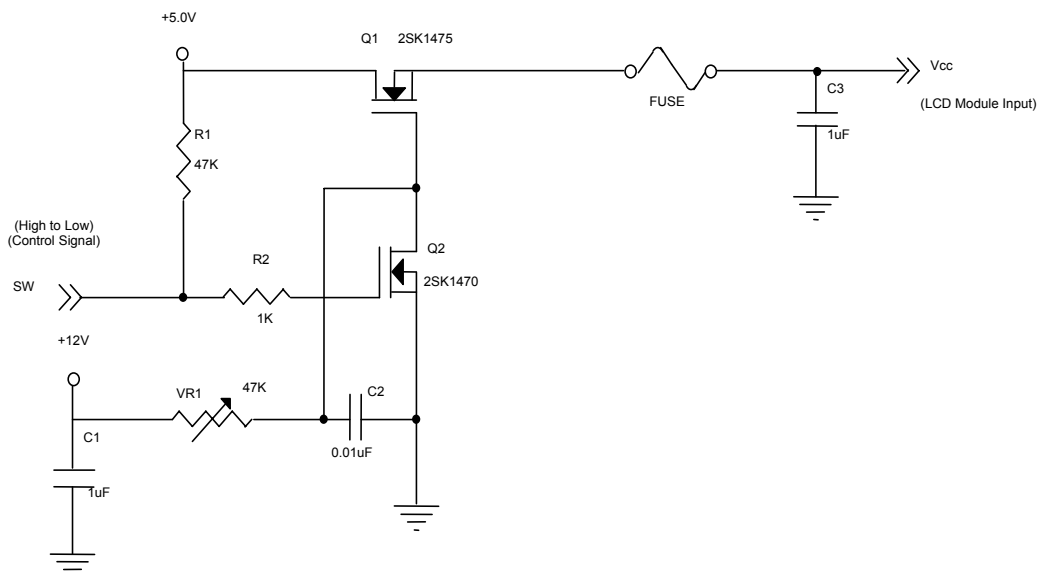 +5.0V
Q1
2SK1475
Vcc
FUSE
C3
(LCD Module Input)
1uF
R1
47K
(High to Low)
(Control Signal)
SW
R2
1K
Q2
2SK1470
+12V
VR1
47K
C2
0.01uF
C1
1uF